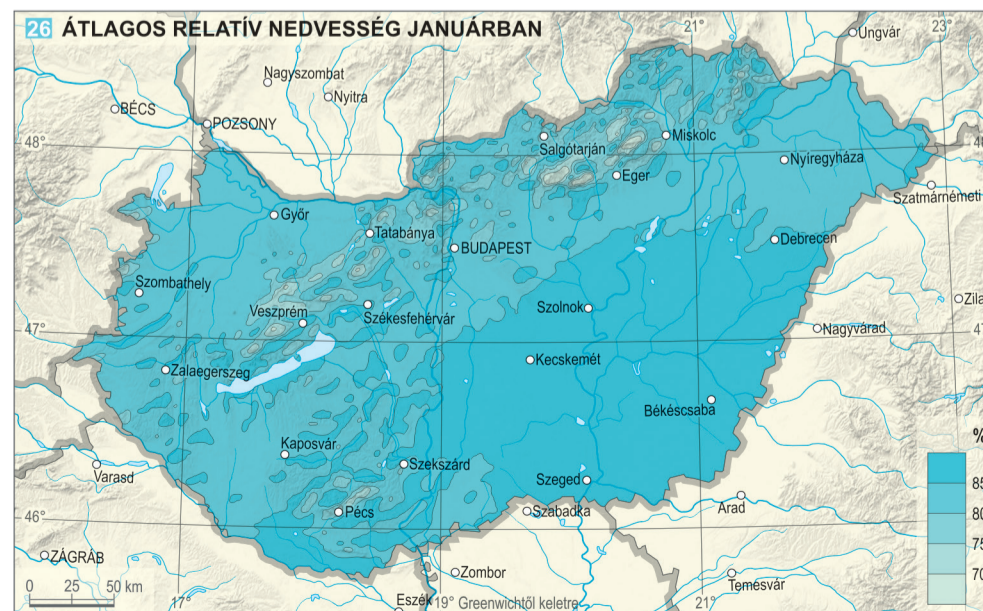 26 ÁTLAGOS RELATÍV NEDVESSÉG JANUÁRBAN
21°
23
Ungvár
Nagyszombat
Nyitra
BÉCS
POZSONY
48°
Salgótarján
Miskolc
Nyíregyháza
Eger
Szatmárnémeti
Győr
Tatabánya
BUDAPEST
Debrecen
Szombathely
Veszprém
Székesfehérvár
Szolnok
Zila
47°
Nagyvárad
Zalaegerszeg
Kecskemét
Békéscsaba
Kaposvár
Szekszárd
Varasd
Szeged
%
85
80
75
70
46°
Pécs
Szabadka
Arad
ZÁGRÁB
Zombor
Temesvár
0 25 50 km
17°
Eszék
19° Greenwichtől keletre
21°